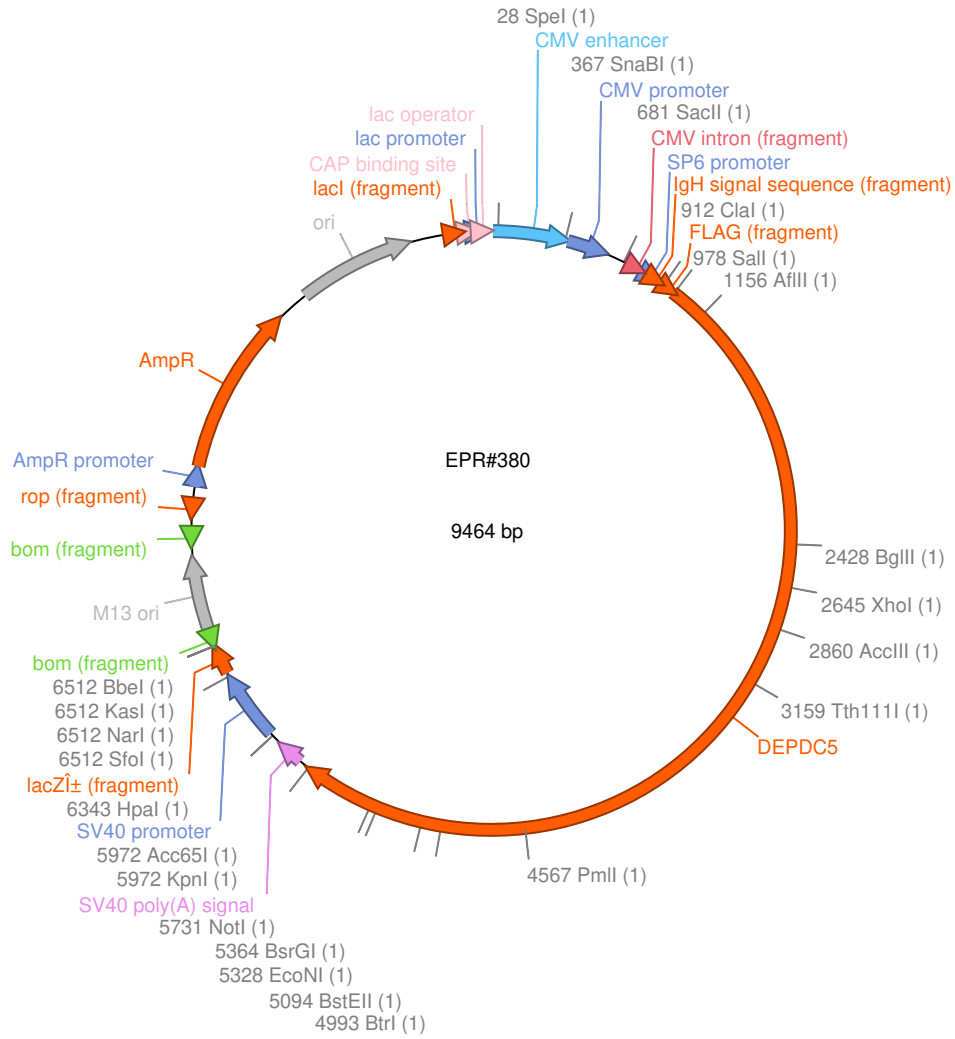 28 SpeI (1)
CMV enhancer
367 SnaBI (1)
CMV promoter
681 SacII (1)
CMV intron (fragment)
SP6 promoter
IgH signal sequence (fragment)
912 ClaI (1)
FLAG (fragment)
978 SalI (1)
1156 AflII (1)
lac operator
lac promoter
CAP binding site
lacI (fragment)
ori
AmpR
AmpR promoter
rop (fragment)
bom (fragment)
M13 ori
EPR#380
9464 bp
2428 BglII (1)
2645 XhoI (1)
2860 AccIII (1)
3159 Tth111I (1)
DEPDC5
4567 PmlI (1)
bom (fragment)
6512 BbeI (1)
6512 KasI (1)
6512 NarI (1)
6512 SfoI (1)
lacZÎ± (fragment)
6343 HpaI (1)
SV40 promoter
5972 Acc65I (1)
5972 KpnI (1)
SV40 poly(A) signal
5731 NotI (1)
5364 BsrGI (1)
5328 EcoNI (1)
5094 BstEII (1)
4993 BtrI (1)